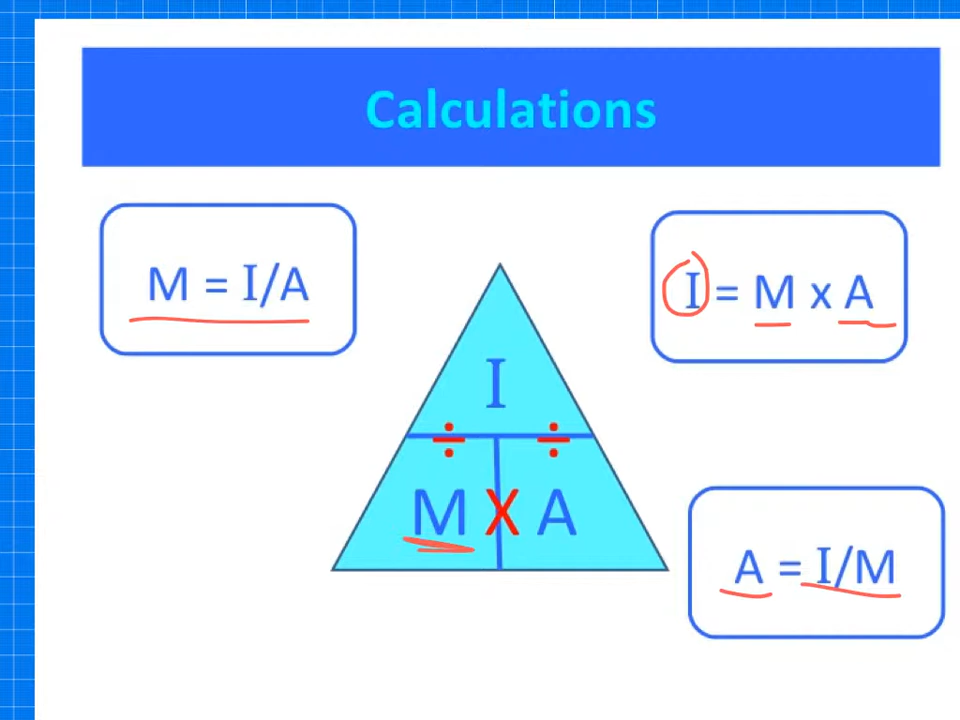 Calculations
M = I/A
I = M x A
I
÷ ÷
M X A
A = I/M